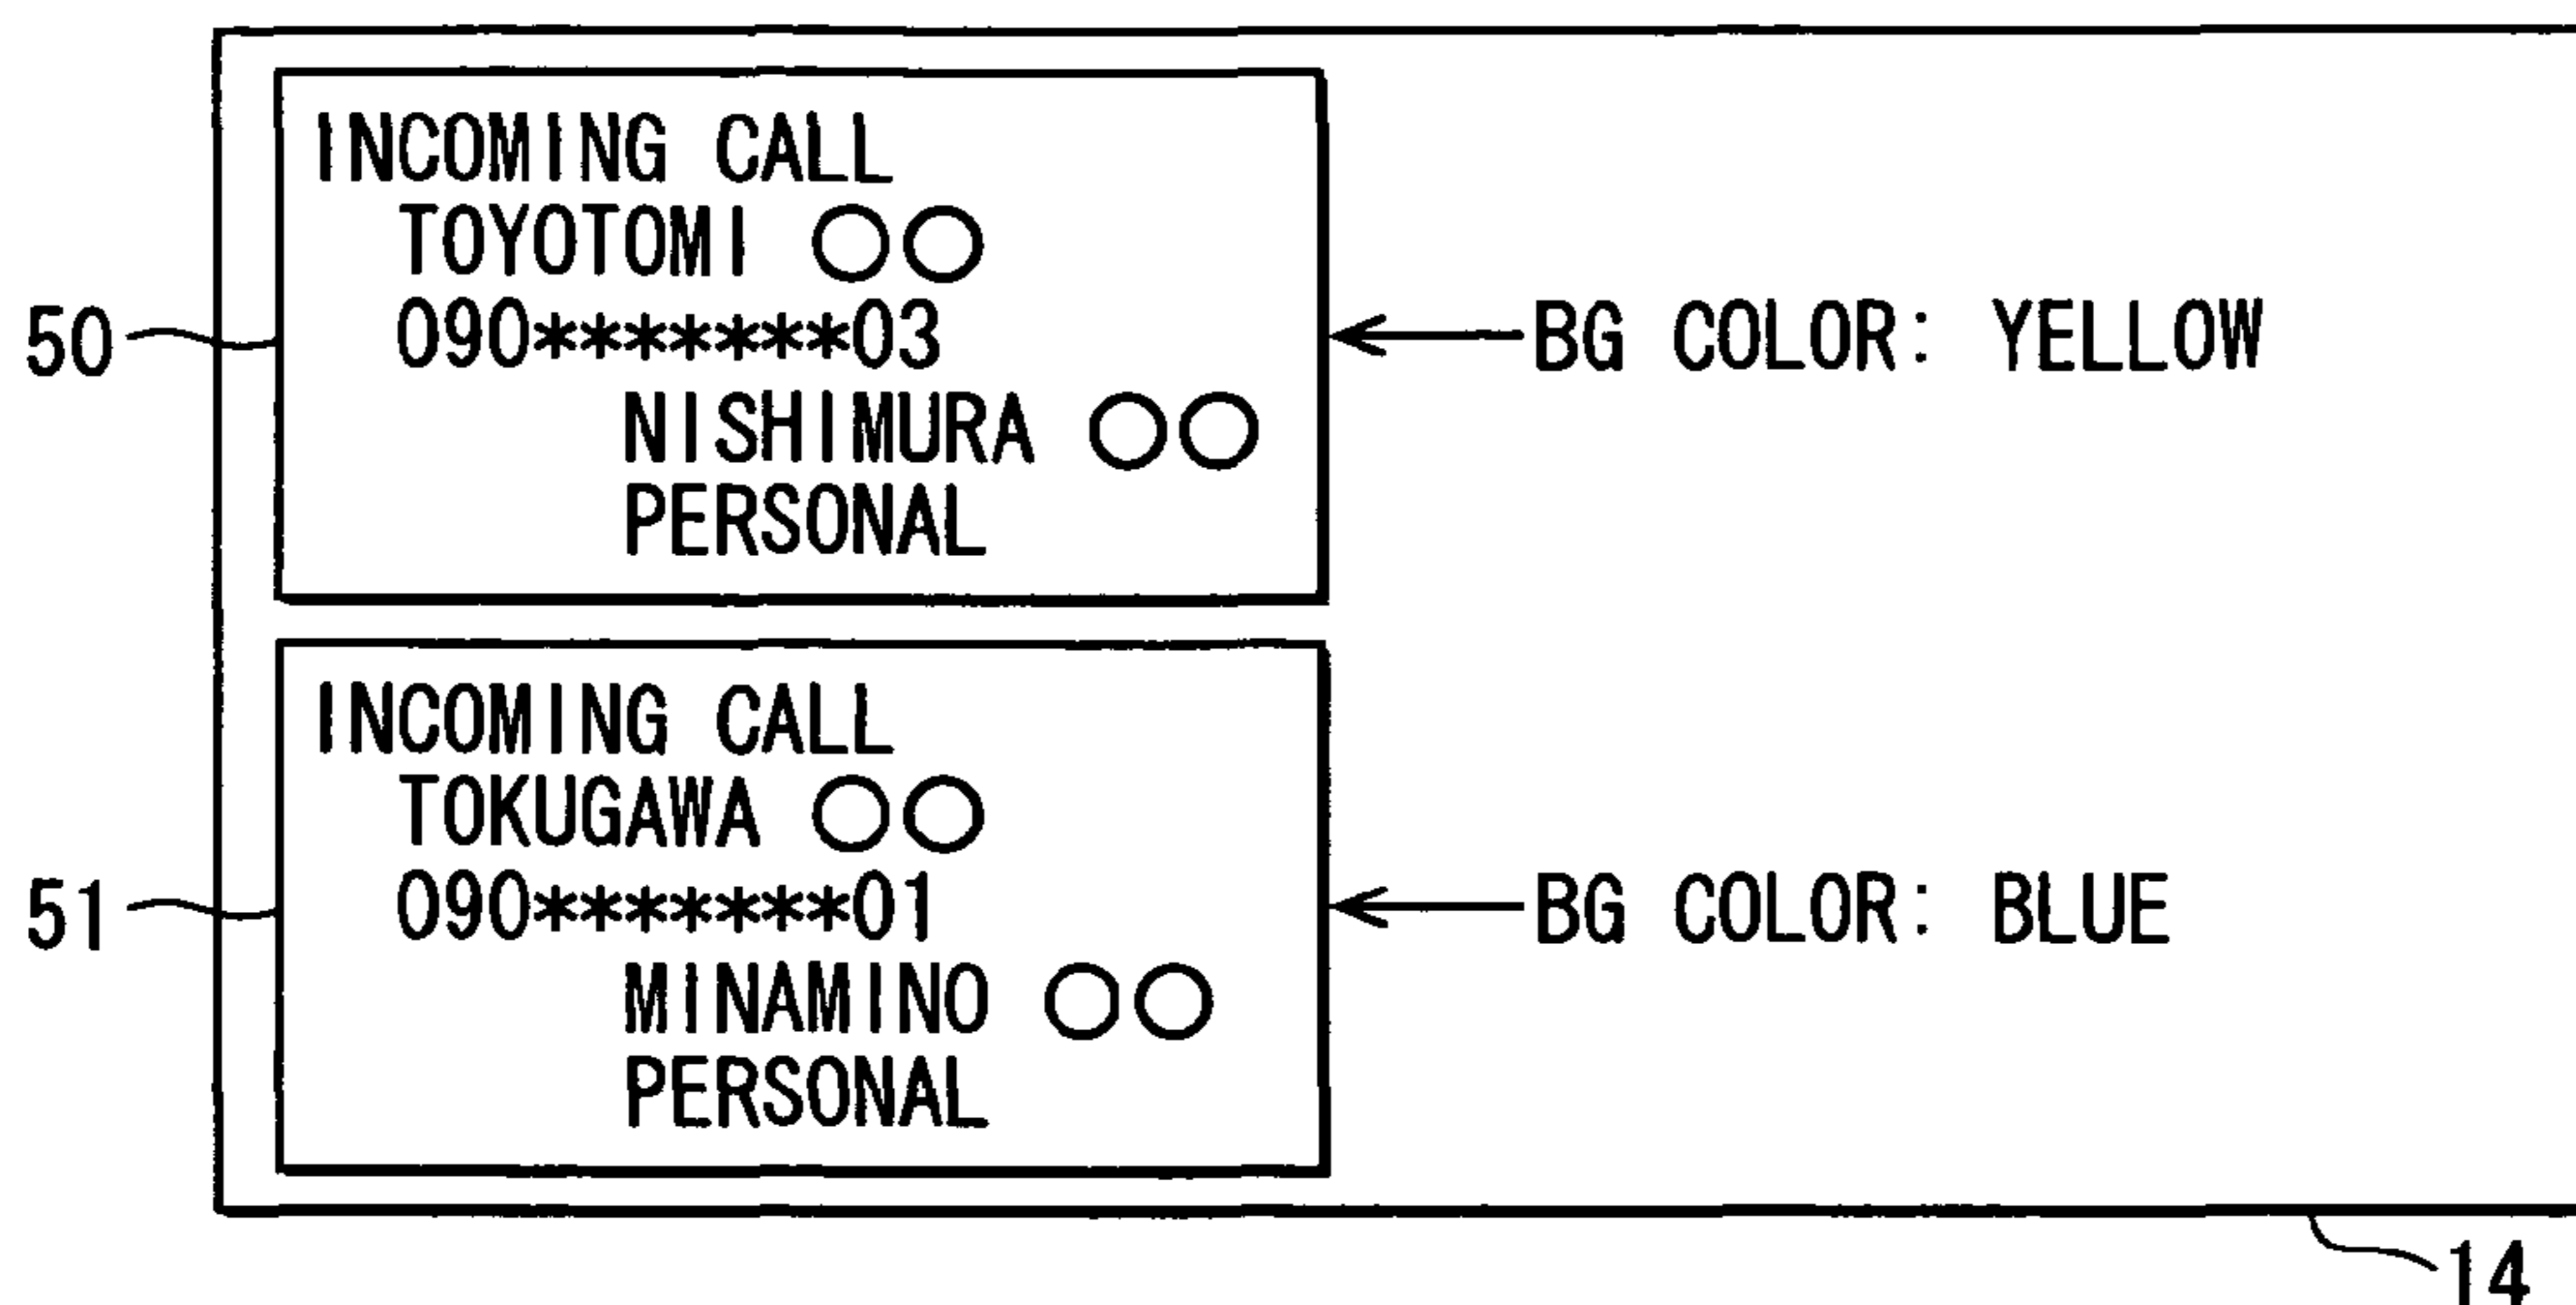 INCOMING CALL
TOYOTOMI ○○
090*******03
NISHIMURA ○○
PERSONAL
50
BG COLOR: YELLOW
INCOMING CALL
TOKUGAWA ○○
090*******01
MINAMINO ○○
PERSONAL
51
BG COLOR: BLUE
14